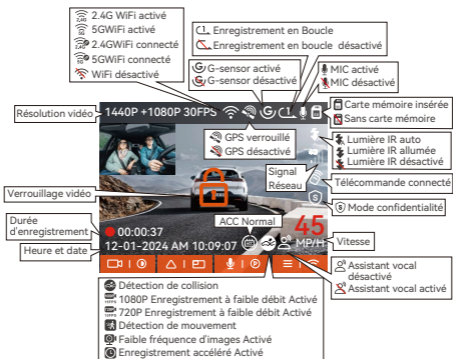 2.4G WiFi activé
5GWiFi activé
2.4GWiFi connecté
5GWiFi connecté
WiFi désactivé
Enregistrement en Boucle
Enregistrement en boucle désactivé
G-sensor activé
G-sensor désactivé
MIC activé
MIC désactivé
Carte mémoire insérée
Sans carte mémoire
Résolution vidéo
1440P +1080P 30FPS
GPS verrouillé
GPS désactivé
Lumière IR auto
Lumière IR allumée
Lumière IR désactivé
Signal
Réseau
Télécommande connecté
Verrouillage vidéo
Mode confidentialité
Durée
d'enregistrement
00:00:37
ACC Normal
45
MP/H
Vitesse
Heure et date
12-01-2024 AM 10:09:07
Assistant vocal
désactivé
Assistant vocal activé
Détection de collision
1080P Enregistrement à faible débit Activé
720P Enregistrement à faible débit Activé
Détection de mouvement
Faible fréquence d'images Activé
Enregistrement accéléré Activé